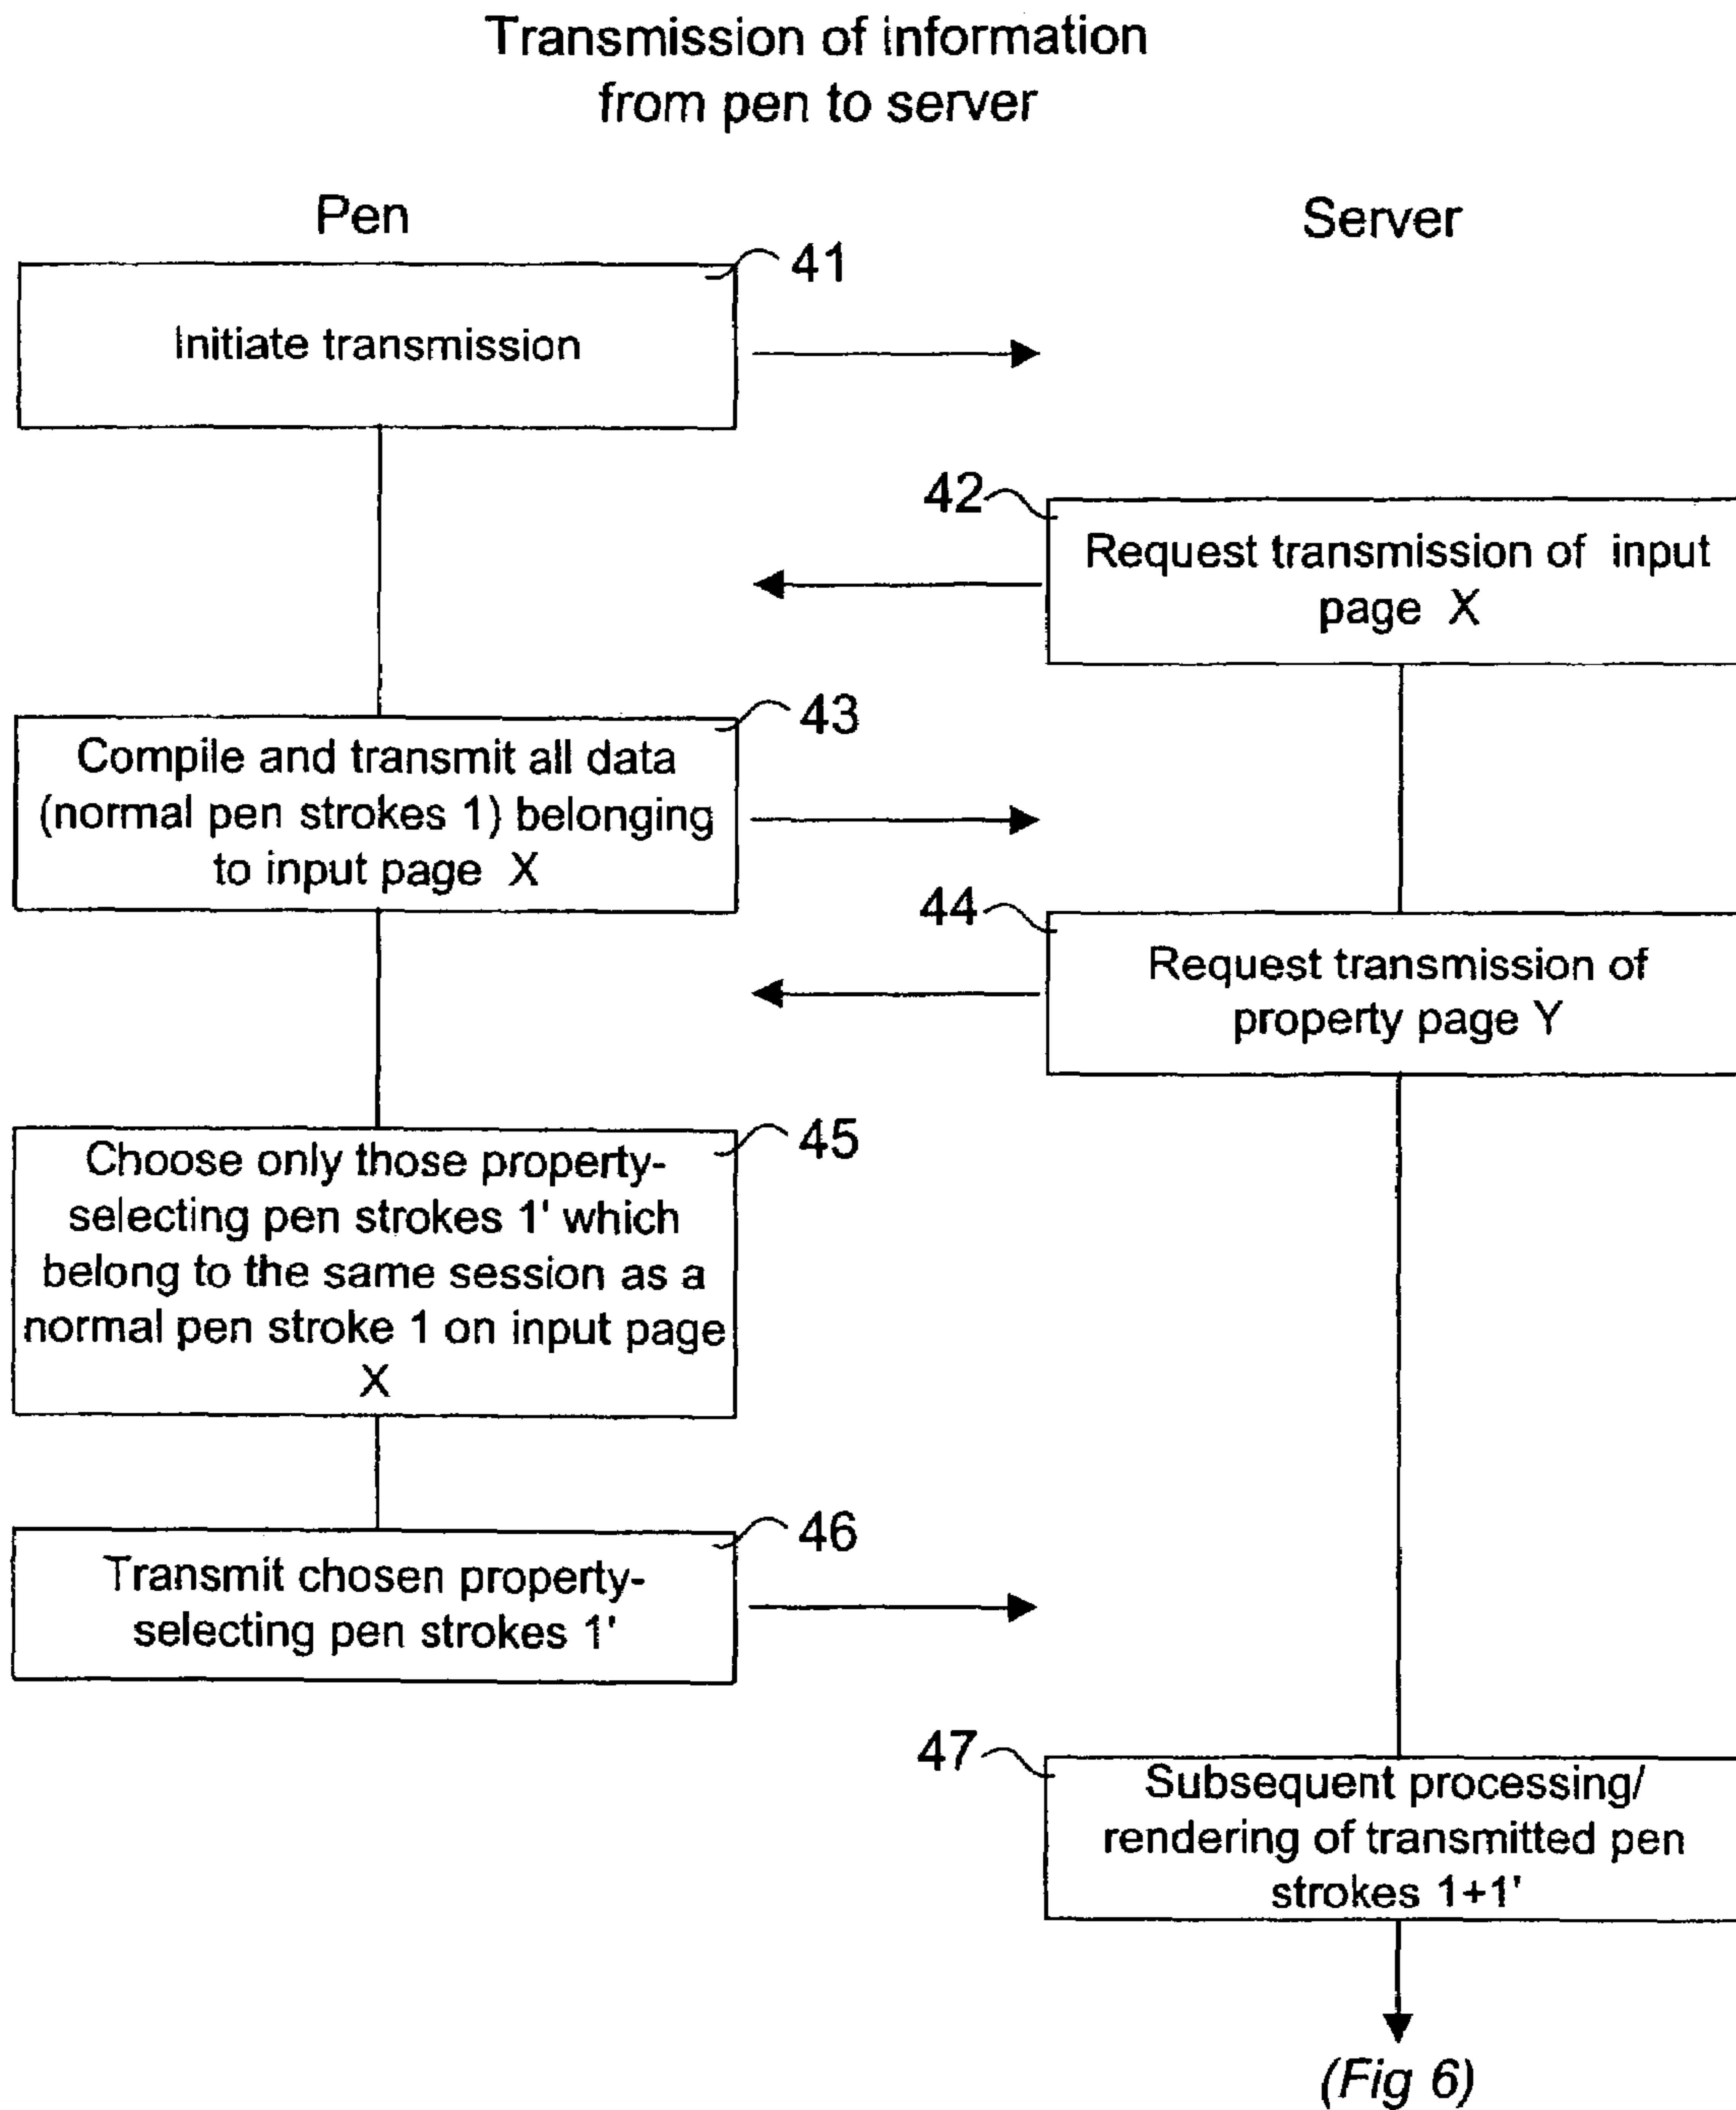 Transmission of information
from pen to server
Pen
Server
41
Initiate transmission
42
Request transmission of input
page X
43
Compile and transmit all data
(normal pen strokes 1) belonging
to input page X
44
Request transmission of
property page Y
45
Choose only those property-
selecting pen strokes 1' which
belong to the same session as a
normal pen stroke 1 on input page
X
46
Transmit chosen property-
selecting pen strokes 1'
47
Subsequent processing/
rendering of transmitted pen
strokes 1+1'
(Fig 6)